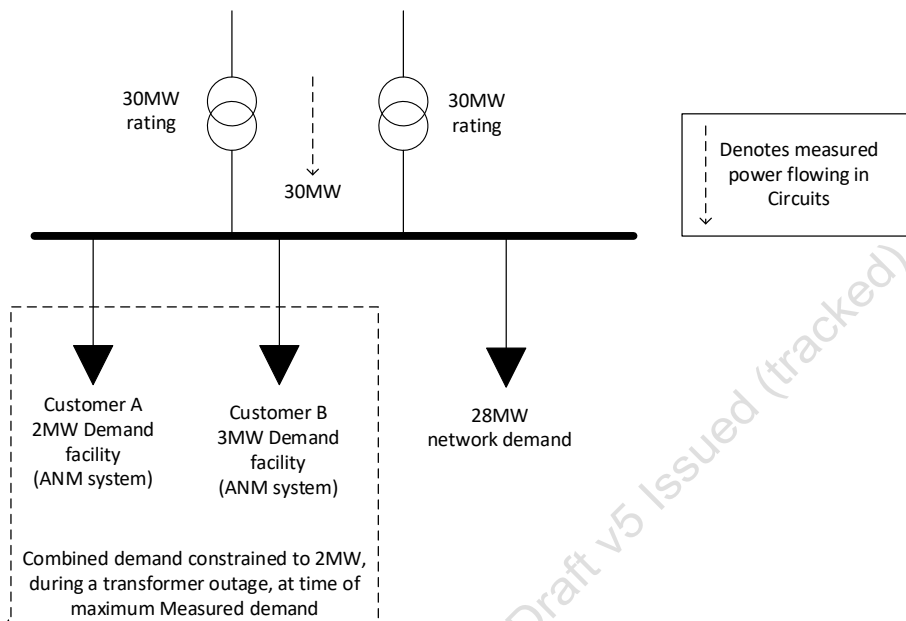 30MW
rating
30MW
30MW
rating
Denotes measured
power flowing in
Circuits
Customer A
2MW Demand
facility
(ANM system)
Customer B
3MW Demand
facility
(ANM system)
28MW
network demand
Combined demand constrained to 2MW,
during a transformer outage, at time of
maximum Measured demand
Draft v5 Issued (tracked)